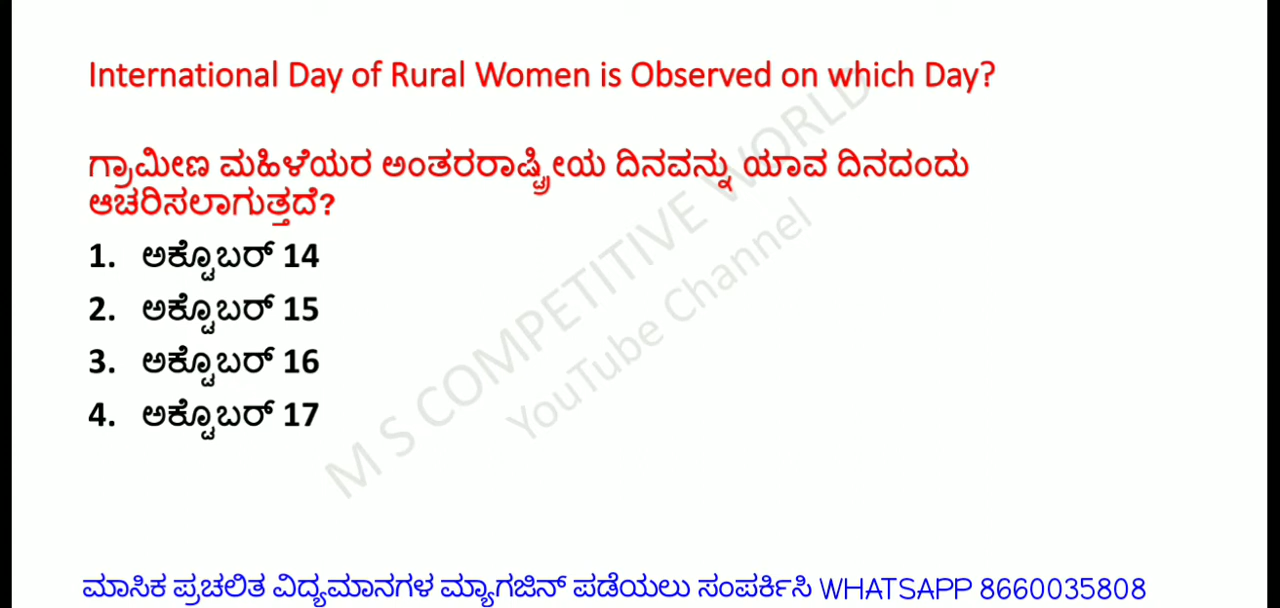 International Day of Rural Women is Observed on which Day?
ಗ್ರಾಮೀಣ ಮಹಿಳೆಯರ ಅಂತರರಾಷ್ಟ್ರೀಯ ದಿನವನ್ನು ಯಾವ ದಿನದಂದು
ಆಚರಿಸಲಾಗುತ್ತದೆ?
1. ಅಕ್ಟೊಬರ್ 14
2. ಅಕ್ಟೊಬರ್ 15
3. ಅಕ್ಟೊಬರ್ 16
4. ಅಕ್ಟೊಬರ್ 17
M S COMPETITIVE WORLD
YouTube Channel
ಮಾಸಿಕ ಪ್ರಚಲಿತ ವಿದ್ಯಮಾನಗಳ ಮ್ಯಾಗಜಿನ್ ಪಡೆಯಲು ಸಂಪರ್ಕಿಸಿ WHATSAPP 8660035808